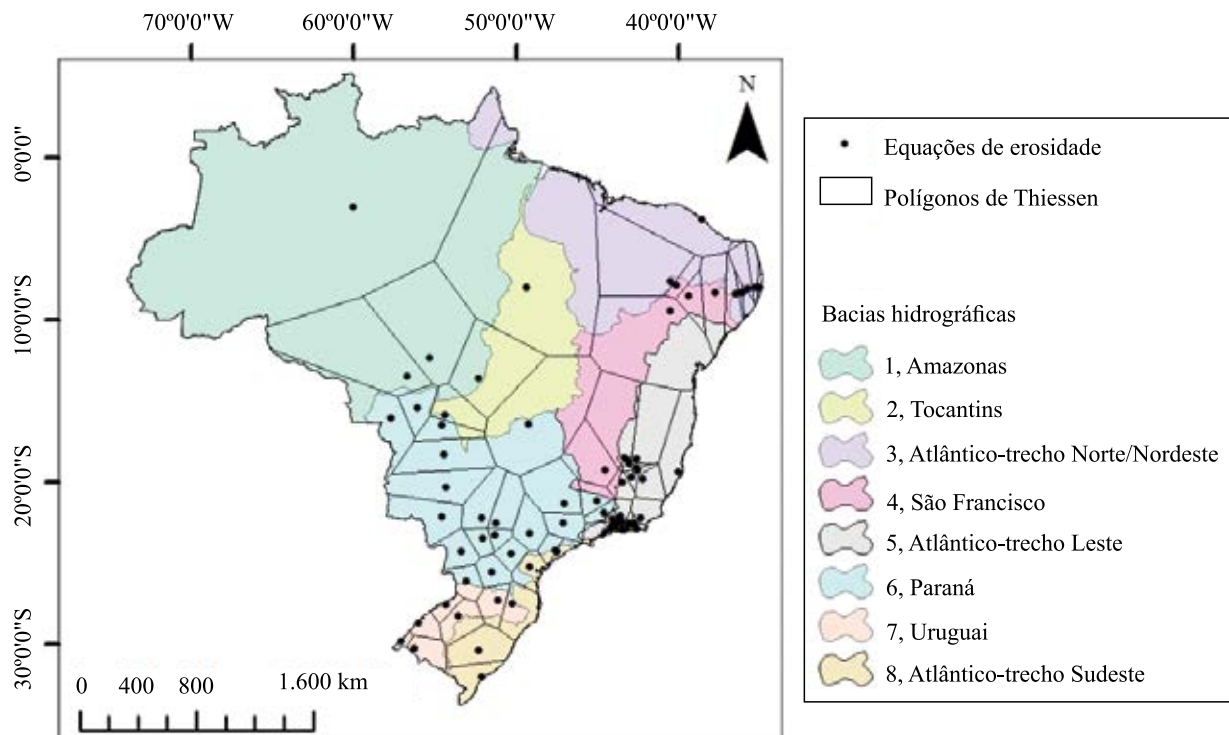 70º0'0"W 60º0'0"W 50º0'0"W 40º0'0"W
N
0º0'0"
10º0'0"S
20º0'0"S
30º0'0"S
0 400 800 1.600 km
Equações de erosidade
Polígonos de Thiessen
Bacias hidrográficas
1, Amazonas
2, Tocantins
3, Atlântico-trecho Norte/Nordeste
4, São Francisco
5, Atlântico-trecho Leste
6, Paraná
7, Uruguai
8, Atlântico-trecho Sudeste